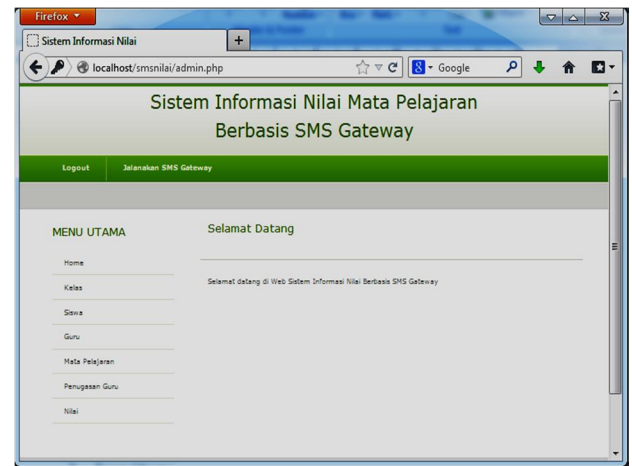 Firefox
Sistem Informasi Nilai
localhost/smsnilai/admin.php
Google
Sistem Informasi Nilai Mata Pelajaran
Berbasis SMS Gateway
Logout
Jalanakan SMS Gateway
MENU UTAMA
Home
Kelas
Siswa
Guru
Mata Pelajaran
Penugasan Guru
Nilai
Selamat Datang
Selamat datang di Web Sistem Informasi Nilai Berbasis SMS Gateway